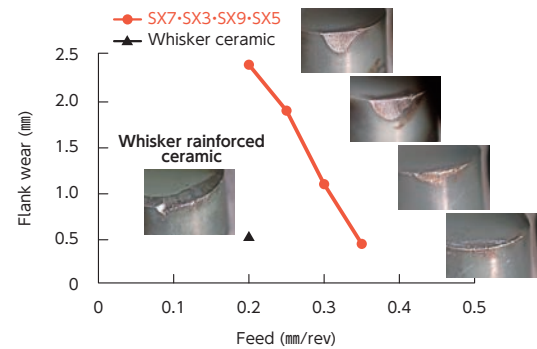 SX7・SX3・SX9・SX5
Whisker ceramic
2.5
2.0
1.5
1.0
0.5
0
Flank wear (㎜)
Whisker rainforced
ceramic
0 0.1 0.2 0.3 0.4 0.5
Feed (㎜/rev)